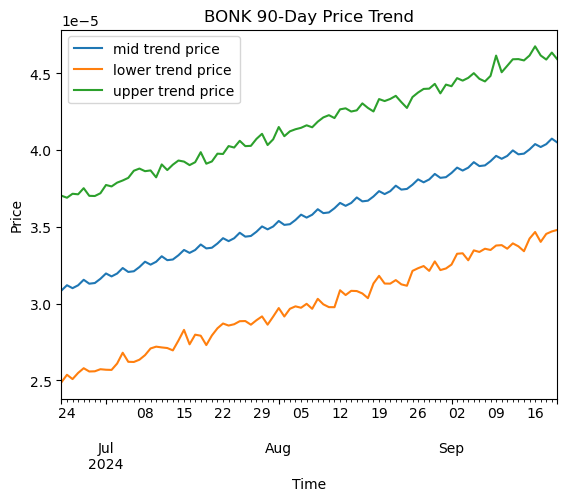 BONK 90-Day Price Trend
1e−5
mid trend price
lower trend price
upper trend price
4.5
4.0
3.5
3.0
2.5
Price
24 08 15 22 29 05 12 19 26 02 09 16
Jul Aug Sep
2024
Time